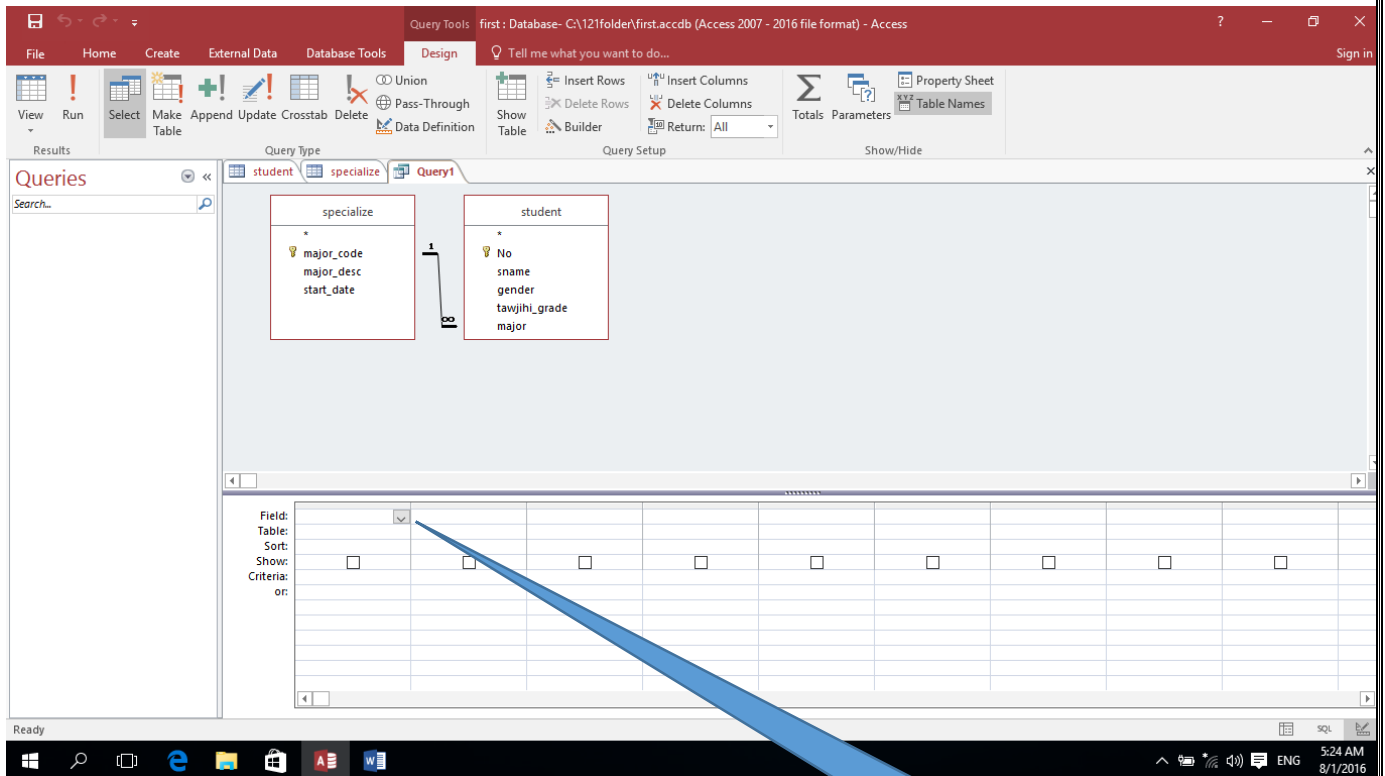 Query Tools first : Database- C:\121folder\first.accdb (Access 2007 - 2016 file format) - Access ?
File Home Create External Data Database Tools Design Tell me what you want to do... Sign in
View Run Select Make Table Append Update Crosstab Delete
Union
Pass-Through
Data Definition
Show Table
Insert Rows
Delete Rows
Builder
Insert Columns
Delete Columns
Return: All
Totals Parameters
Property Sheet
Table Names
Results Query Type Query Setup Show/Hide
Queries
Search...
student specialize Query1
specialize
*
major_code
major_desc
start_date
1
∞
student
*
No
sname
gender
tawjihi_grade
major
Field:
Table:
Sort:
Show:
Criteria:
or:
Ready SQL
ENG 5:24 AM
8/1/2016